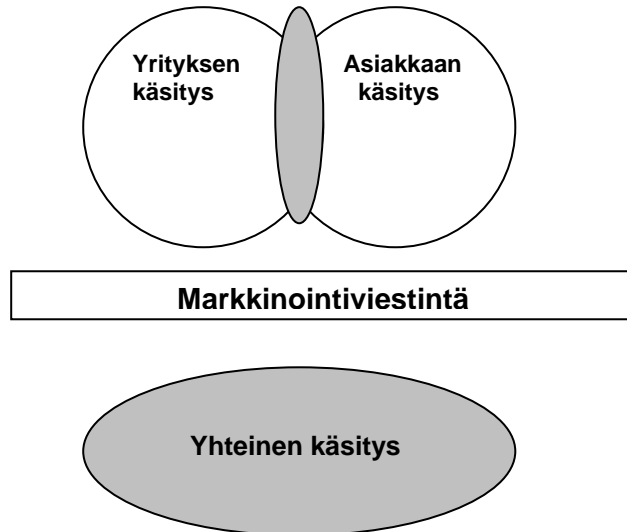 Yrityksen
käsitys
Asiakkaan
käsitys
Markkinointiviestintä
Yhteinen käsitys